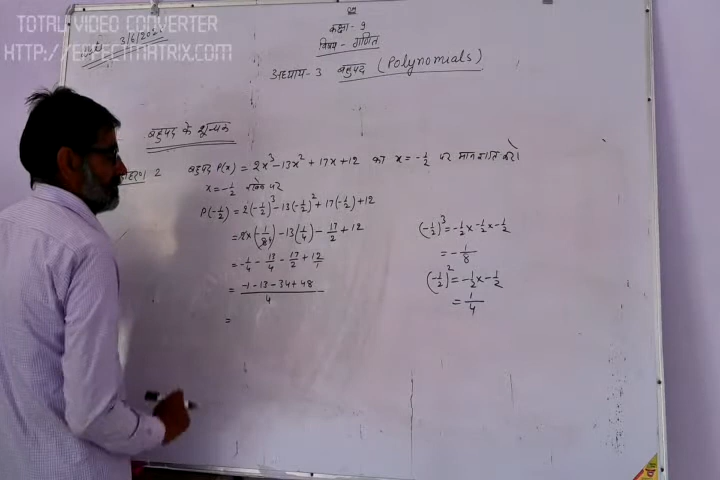 TOTAL VIDEO CONVERTER
HTTP://EFFECTMATRIX.COM
कक्षा - 9
विषय - गणित
अध्याय - 3 बहुपद (Polynomials)
बहुपद के शून्यक
2 बहुपद P(x) = 2x³ - 13x² + 17x + 12 का x = -1/2 पर मान ज्ञात करो।
x = -1/2 रखने पर
P(-1/2) = 2(-1/2)³ - 13(-1/2)² + 17(-1/2) + 12
= 2×(-1/8) - 13(1/4) - 17/2 + 12
= -1/4 - 13/4 - 17/2 + 12/1
= (-1 - 13 - 34 + 48)/4
=
(-1/2)³ = -1/2 × -1/2 × -1/2
= -1/8
(-1/2)² = -1/2 × -1/2
= 1/4